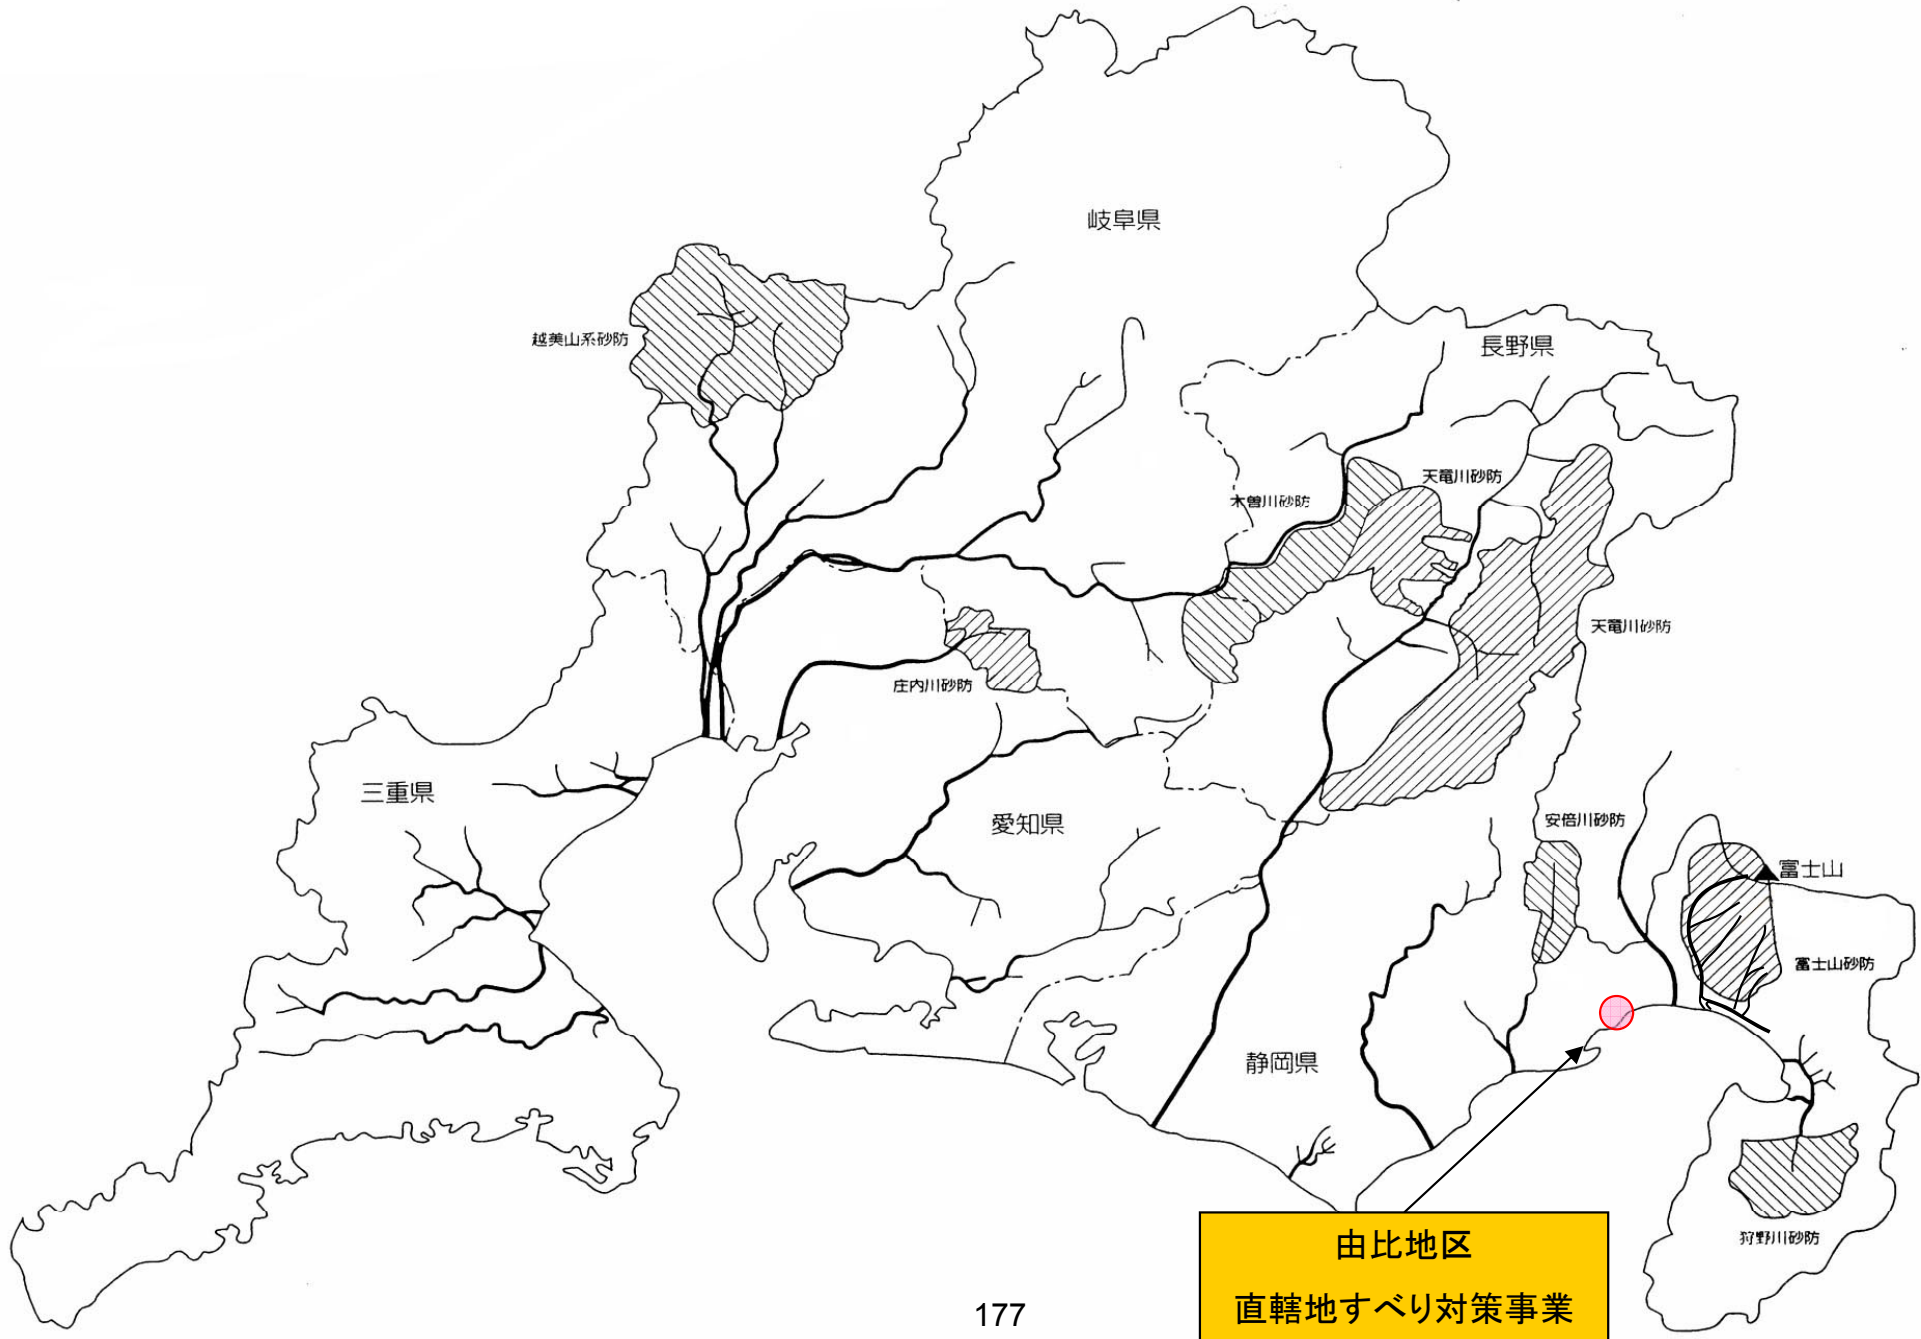 岐阜県
越美山系砂防
長野県
天竜川砂防
木曽川砂防
天竜川砂防
庄内川砂防
三重県
愛知県
安倍川砂防
富士山
富士山砂防
静岡県
狩野川砂防
由比地区
直轄地すべり対策事業
177